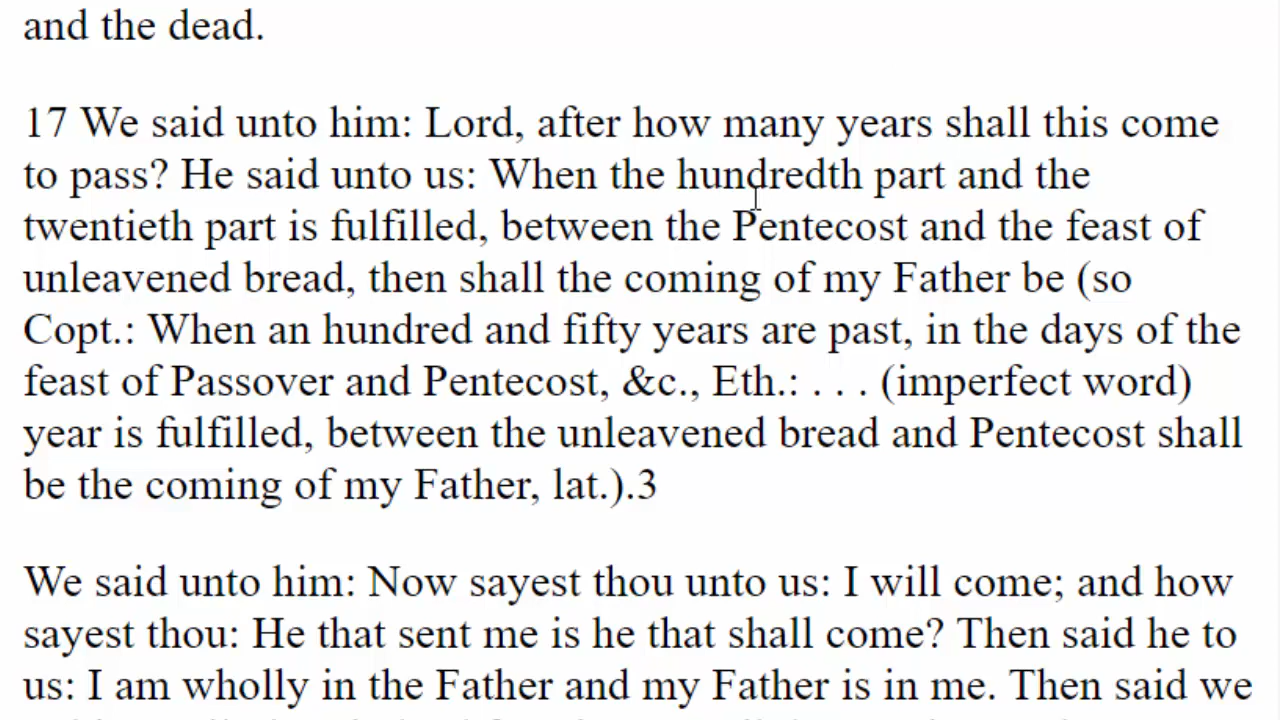 and the dead.
17 We said unto him: Lord, after how many years shall this come
to pass? He said unto us: When the hundredth part and the
twentieth part is fulfilled, between the Pentecost and the feast of
unleavened bread, then shall the coming of my Father be (so
Copt.: When an hundred and fifty years are past, in the days of the
feast of Passover and Pentecost, &c., Eth.: . . . (imperfect word)
year is fulfilled, between the unleavened bread and Pentecost shall
be the coming of my Father, lat.).3
We said unto him: Now sayest thou unto us: I will come; and how
sayest thou: He that sent me is he that shall come? Then said he to
us: I am wholly in the Father and my Father is in me. Then said we